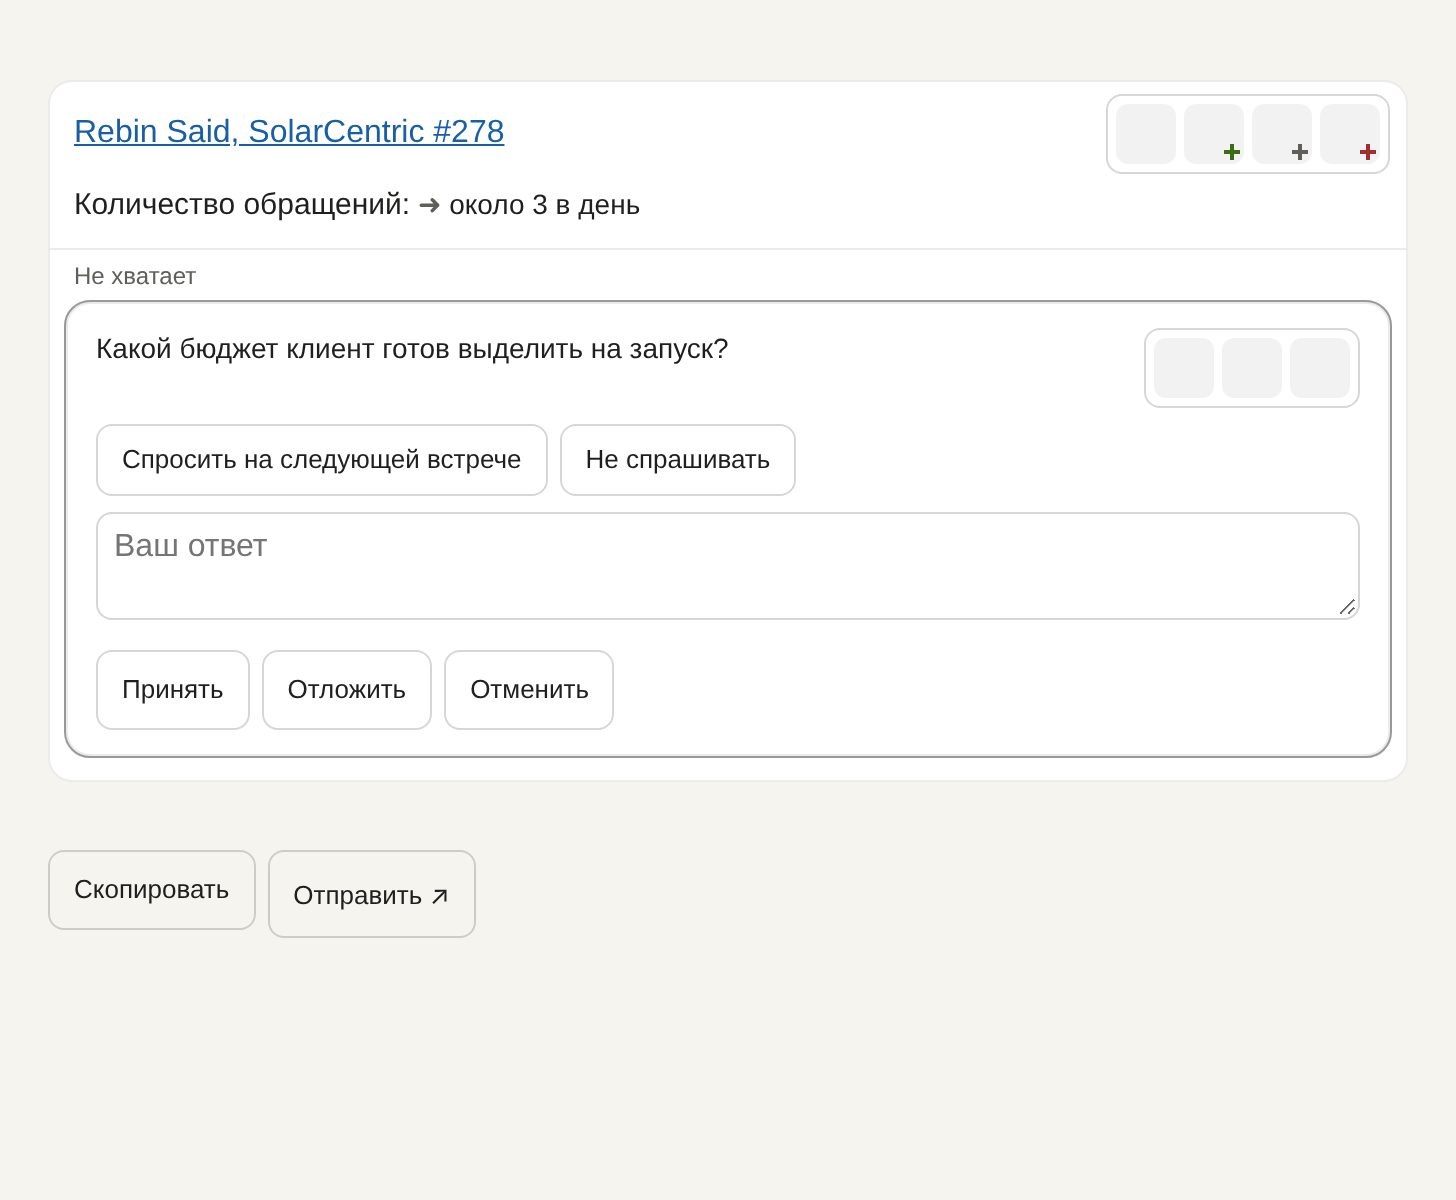 Rebin Said, SolarCentric #278
Количество обращений: ➜ около 3 в день
Не хватает
Какой бюджет клиент готов выделить на запуск?
Спросить на следующей встрече
Не спрашивать
Ваш ответ
Принять
Отложить
Отменить
Скопировать
Отправить ↗